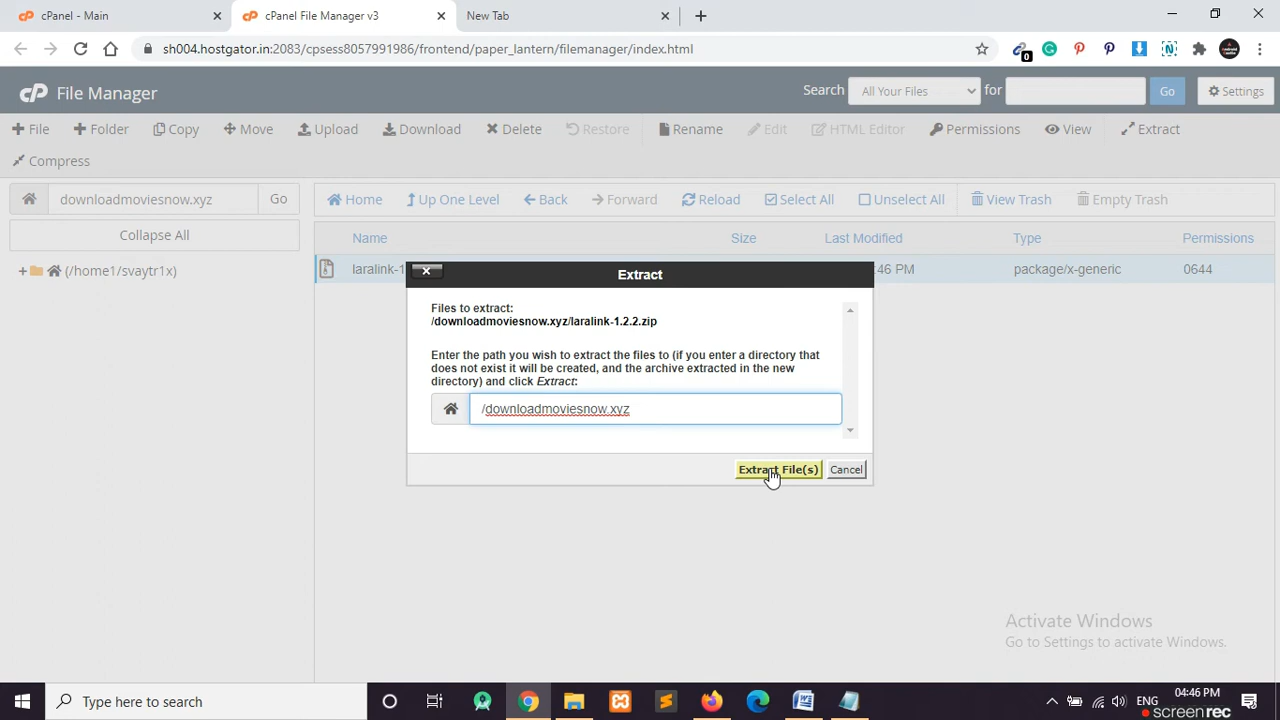 cPanel - Main
cPanel File Manager v3
New Tab
sh004.hostgator.in:2083/cpsess8057991986/frontend/paper_lantern/filemanager/index.html
0
cP File Manager
Search All Your Files for Go Settings
File Folder Copy Move Upload Download Delete Restore Rename Edit HTML Editor Permissions View Extract
Compress
downloadmoviesnow.xyz Go
Home Up One Level Back Forward Reload Select All Unselect All View Trash Empty Trash
Collapse All
Name Size Last Modified Type Permissions
(/home1/svaytr1x)
laralink-1 46 PM package/x-generic 0644
Extract
Files to extract:
/downloadmoviesnow.xyz/laralink-1.2.2.zip
Enter the path you wish to extract the files to (if you enter a directory that
does not exist it will be created, and the archive extracted in the new
directory) and click Extract:
/downloadmoviesnow.xyz
Extract File(s) Cancel
Activate Windows
Go to Settings to activate Windows.
Type here to search
ENG
04:46 PM
screenrec